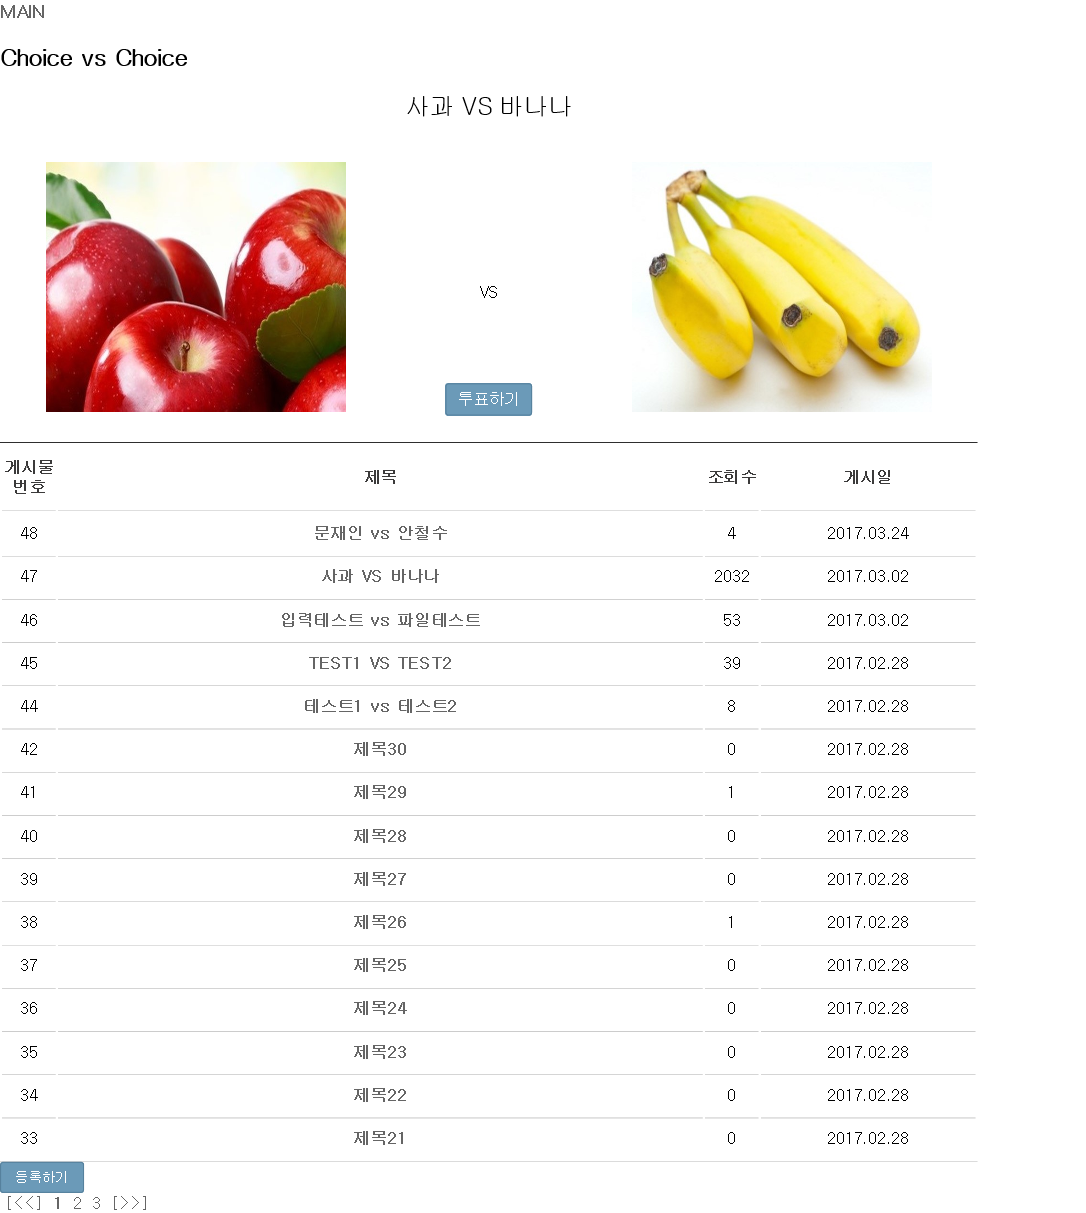 MAIN
Choice vs Choice
사과 VS 바나나
VS
투표하기
게시물
번호 제목 조회수 게시일
48 문재인 vs 안철수 4 2017.03.24
47 사과 VS 바나나 2032 2017.03.02
46 입력테스트 vs 파일테스트 53 2017.03.02
45 TEST1 VS TEST2 39 2017.02.28
44 테스트1 vs 테스트2 8 2017.02.28
42 제목30 0 2017.02.28
41 제목29 1 2017.02.28
40 제목28 0 2017.02.28
39 제목27 0 2017.02.28
38 제목26 1 2017.02.28
37 제목25 0 2017.02.28
36 제목24 0 2017.02.28
35 제목23 0 2017.02.28
34 제목22 0 2017.02.28
33 제목21 0 2017.02.28
등록하기
[<<] 1 2 3 [>>]